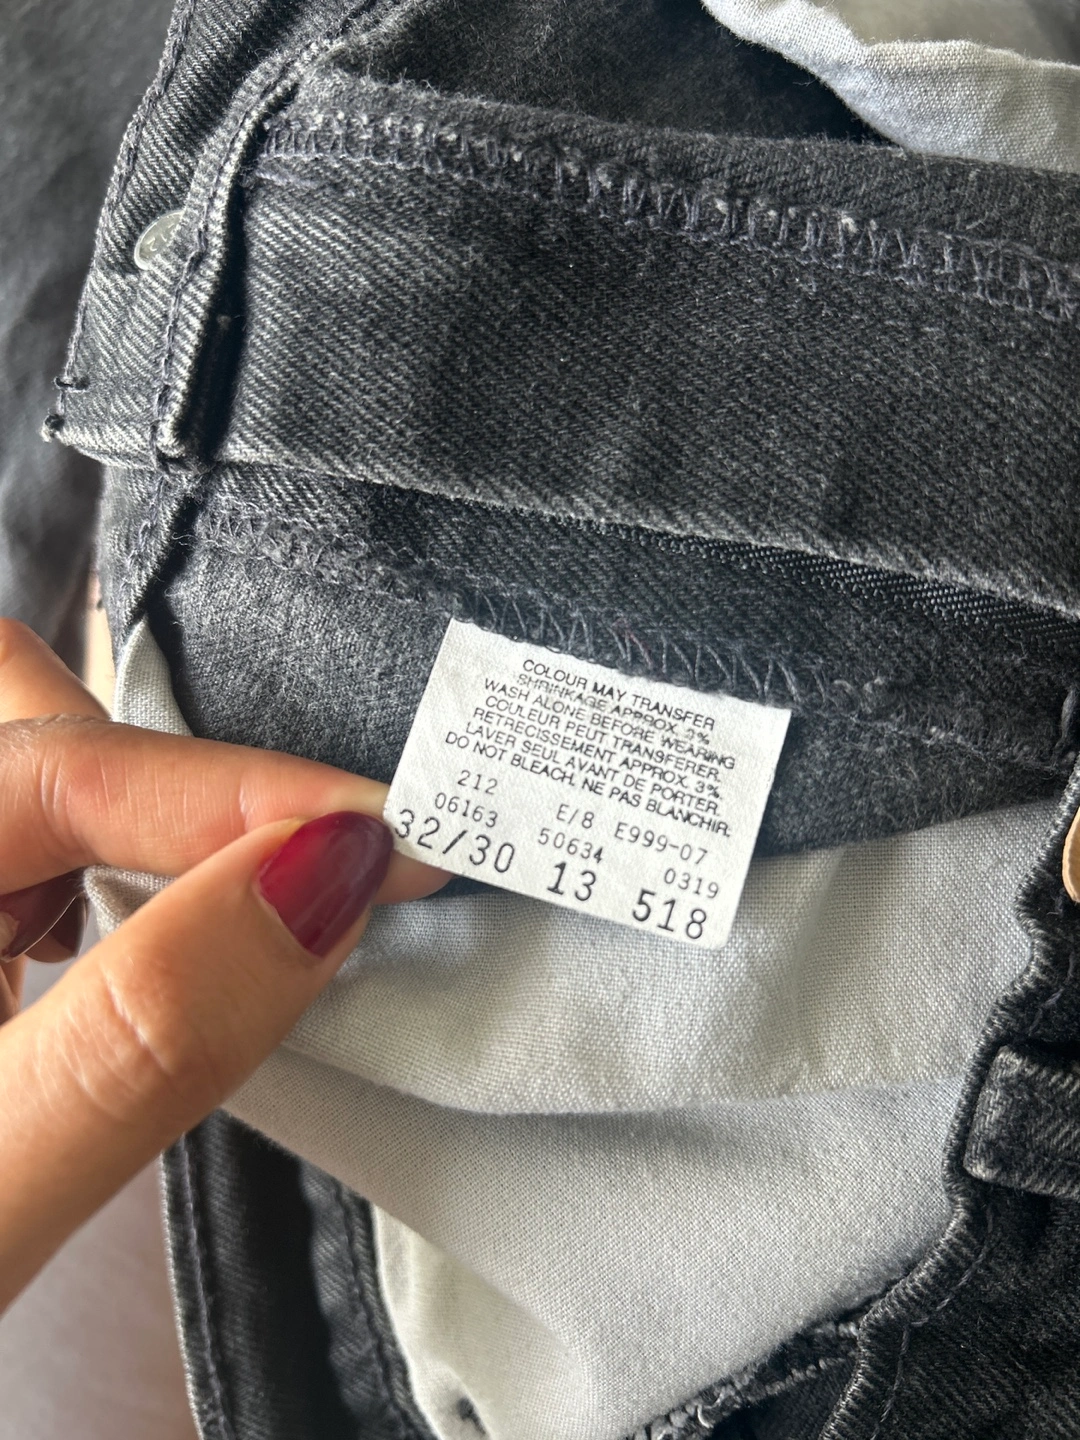 COLOUR MAY TRANSFER
SHRINKAGE APPROX. 3%
WASH ALONE BEFORE WEARING
COULEUR PEUT TRANSFERER.
RETRECISSEMENT APPROX. 3%
LAVER SEUL AVANT DE PORTER.
DO NOT BLEACH. NE PAS BLANCHIR.
212 E/8 E999-07
06163 50634 0319
32/30 13 518